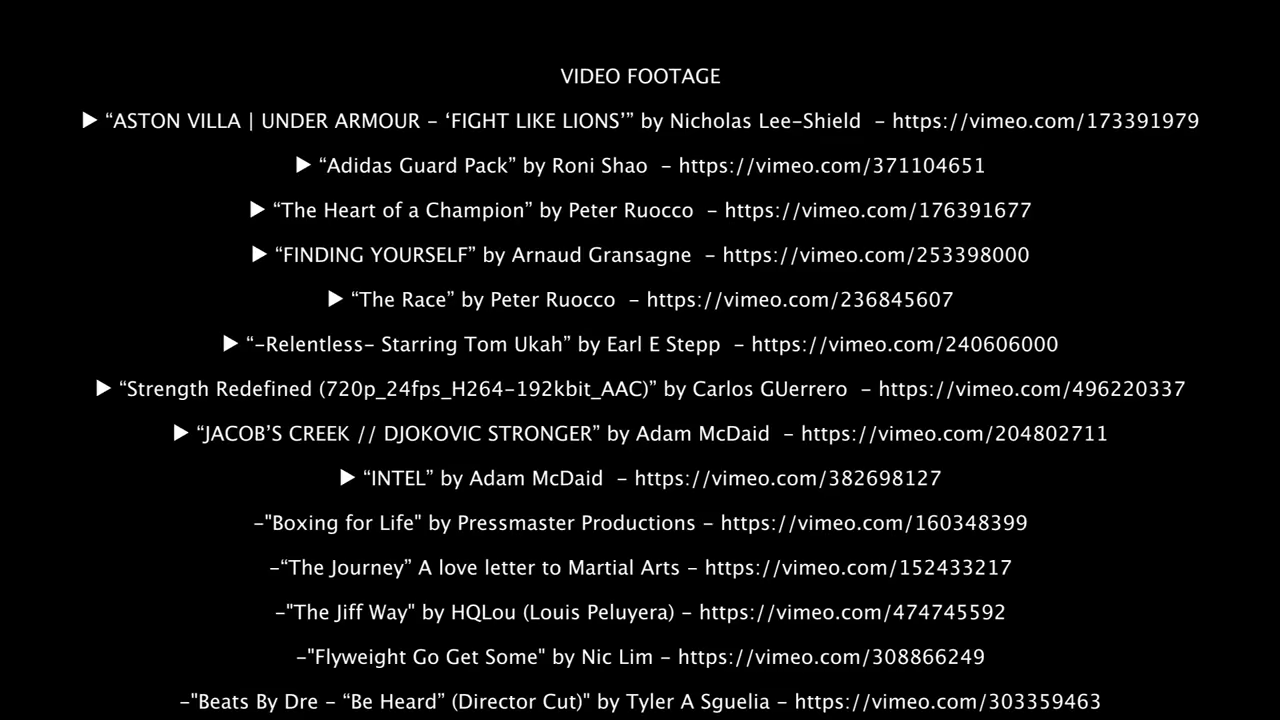 VIDEO FOOTAGE
▶ “ASTON VILLA | UNDER ARMOUR – ‘FIGHT LIKE LIONS’” by Nicholas Lee-Shield – https://vimeo.com/173391979
▶ “Adidas Guard Pack” by Roni Shao – https://vimeo.com/371104651
▶ “The Heart of a Champion” by Peter Ruocco – https://vimeo.com/176391677
▶ “FINDING YOURSELF” by Arnaud Gransagne – https://vimeo.com/253398000
▶ “The Race” by Peter Ruocco – https://vimeo.com/236845607
▶ “-Relentless- Starring Tom Ukah” by Earl E Stepp – https://vimeo.com/240606000
▶ “Strength Redefined (720p_24fps_H264-192kbit_AAC)” by Carlos GUerrero – https://vimeo.com/496220337
▶ “JACOB’S CREEK // DJOKOVIC STRONGER” by Adam McDaid – https://vimeo.com/204802711
▶ “INTEL” by Adam McDaid – https://vimeo.com/382698127
-"Boxing for Life" by Pressmaster Productions – https://vimeo.com/160348399
-“The Journey” A love letter to Martial Arts – https://vimeo.com/152433217
-"The Jiff Way" by HQLou (Louis Peluyera) – https://vimeo.com/474745592
-"Flyweight Go Get Some" by Nic Lim – https://vimeo.com/308866249
-"Beats By Dre – “Be Heard” (Director Cut)" by Tyler A Sguelia – https://vimeo.com/303359463